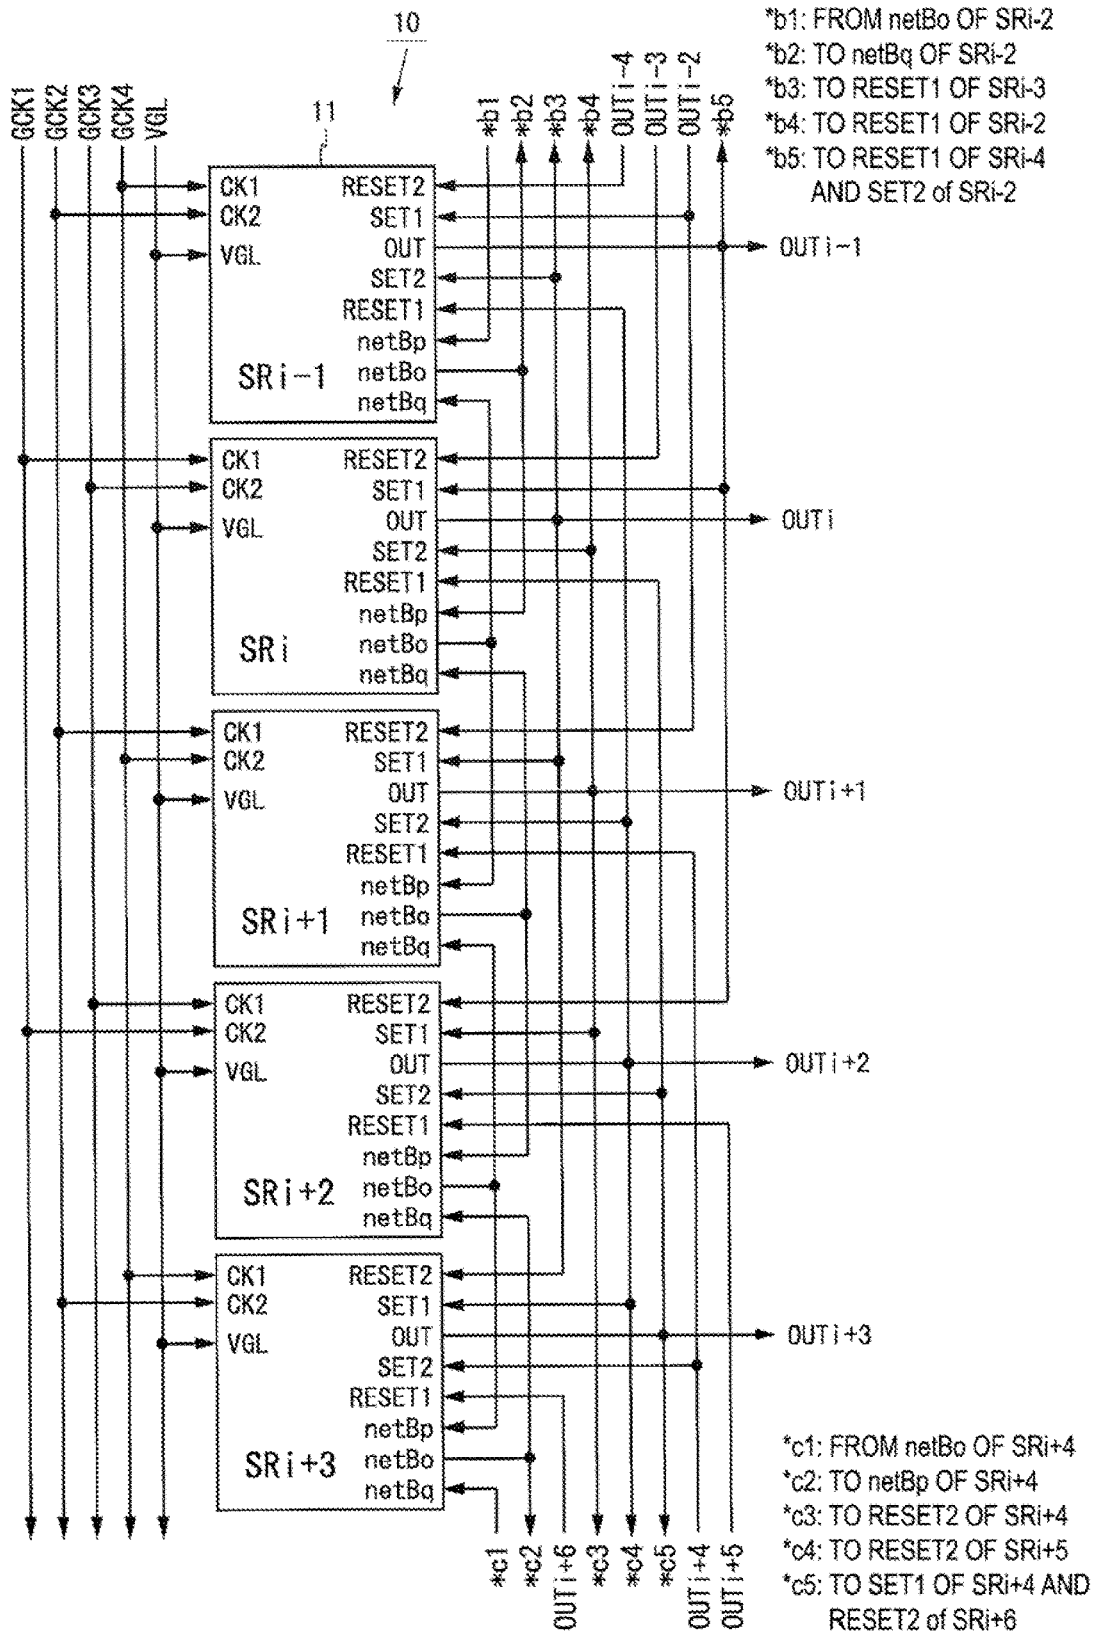 10
*b1: FROM netBo OF SRi-2
*b2: TO netBq OF SRi-2
*b3: TO RESET1 OF SRi-3
*b4: TO RESET1 OF SRi-2
*b5: TO RESET1 OF SRi-4
AND SET2 of SRi-2
GCK1
GCK2
GCK3
GCK4
VGL
11
*b1
*b2
*b3
*b4
OUTi-4
OUTi-3
OUTi-2
*b5
CK1
CK2
VGL
SRi-1
RESET2
SET1
OUT
SET2
RESET1
netBp
netBo
netBq
OUTi-1
CK1
CK2
VGL
SRi
RESET2
SET1
OUT
SET2
RESET1
netBp
netBo
netBq
OUTi
CK1
CK2
VGL
SRi+1
RESET2
SET1
OUT
SET2
RESET1
netBp
netBo
netBq
OUTi+1
CK1
CK2
VGL
SRi+2
RESET2
SET1
OUT
SET2
RESET1
netBp
netBo
netBq
OUTi+2
CK1
CK2
VGL
SRi+3
RESET2
SET1
OUT
SET2
RESET1
netBp
netBo
netBq
OUTi+3
*c1
*c2
OUTi+6
*c3
*c4
*c5
OUTi+4
OUTi+5
*c1: FROM netBo OF SRi+4
*c2: TO netBp OF SRi+4
*c3: TO RESET2 OF SRi+4
*c4: TO RESET2 OF SRi+5
*c5: TO SET1 OF SRi+4 AND
RESET2 of SRi+6